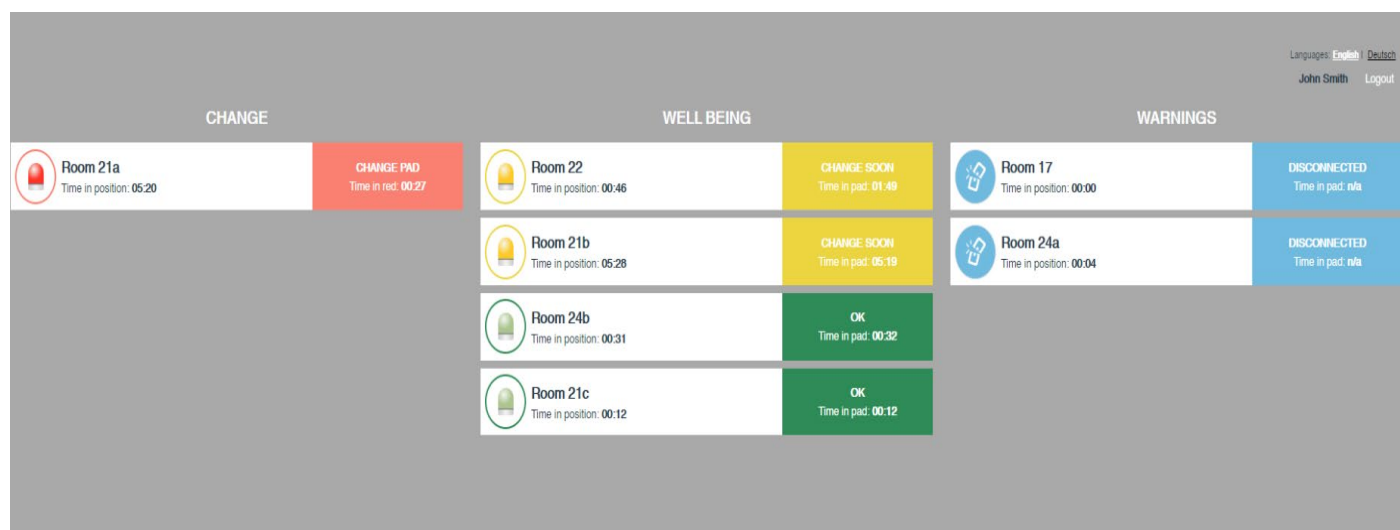 Languages: English | Deutsch
John Smith Logout
CHANGE
Room 21a
Time in position: 05:20
CHANGE PAD
Time in red: 00:27
WELL BEING
Room 22
Time in position: 00:46
CHANGE SOON
Time in pad: 01:49
Room 21b
Time in position: 05:28
CHANGE SOON
Time in pad: 05:19
Room 24b
Time in position: 00:31
OK
Time in pad: 00:32
Room 21c
Time in position: 00:12
OK
Time in pad: 00:12
WARNINGS
Room 17
Time in position: 00:00
DISCONNECTED
Time in pad: n/a
Room 24a
Time in position: 00:04
DISCONNECTED
Time in pad: n/a